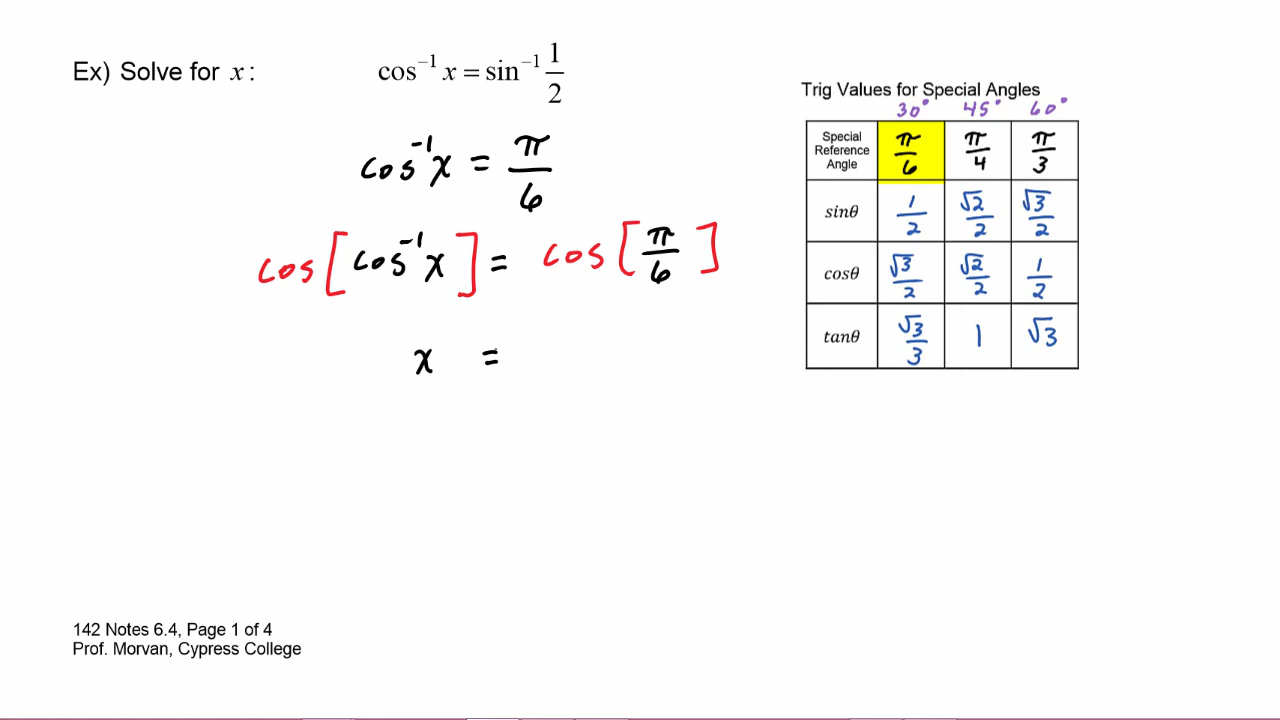 Ex) Solve for x: cos⁻¹ x = sin⁻¹ 1/2
cos⁻¹x = π/6
cos[cos⁻¹x] = cos[π/6]
x =
Trig Values for Special Angles
30° 45° 60°
Special Reference Angle π/6 π/4 π/3
sinθ 1/2 √2/2 √3/2
cosθ √3/2 √2/2 1/2
tanθ √3/3 1 √3
142 Notes 6.4, Page 1 of 4
Prof. Morvan, Cypress College